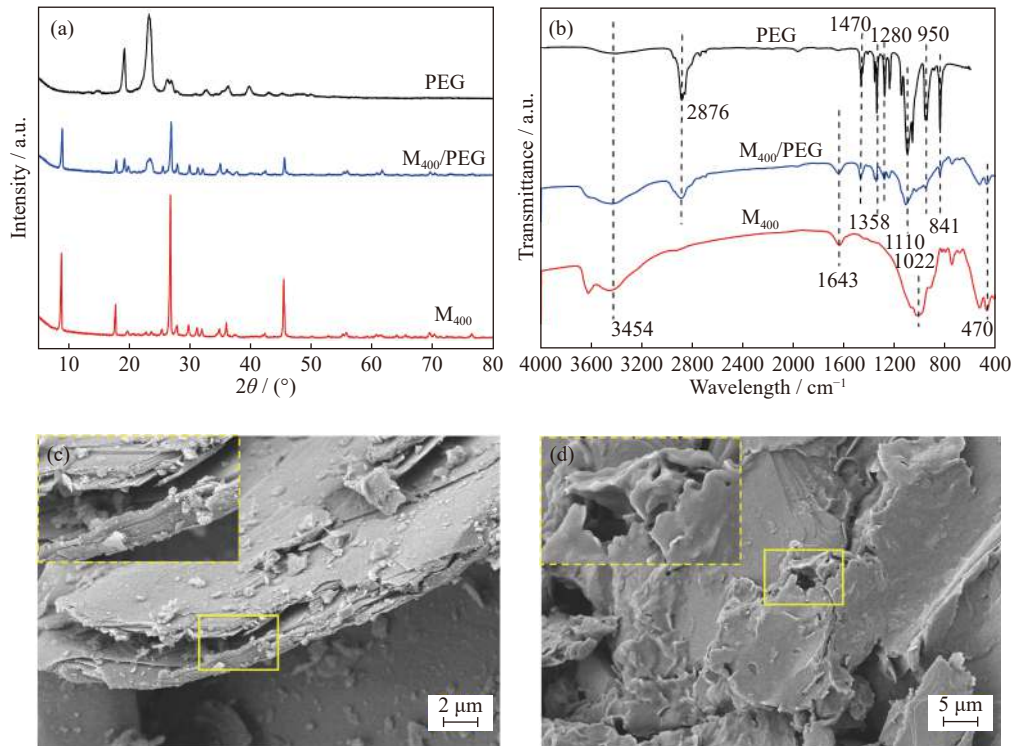 (a)
PEG
M₄₀₀/PEG
M₄₀₀
Intensity / a.u.
10 20 30 40 50 60 70 80
2θ / (°)
(b)
1470 1280 950
PEG
2876
M₄₀₀/PEG
1358 841
M₄₀₀
1110
1022
1643
3454
470
Transmittance / a.u.
4000 3600 3200 2800 2400 2000 1600 1200 800 400
Wavelength / cm⁻¹
(c)
2 μm
(d)
5 μm